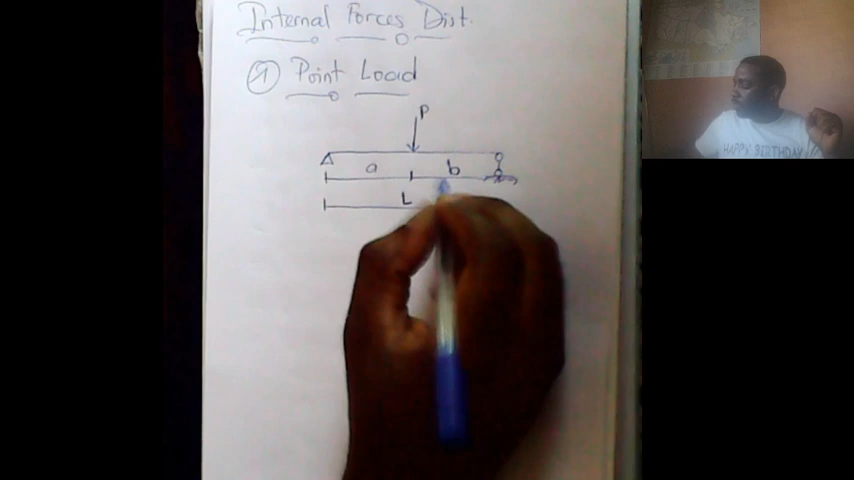 Internal Forces Dist.
① Point Load
P
a b
L
HAPPY BIRTHDAY